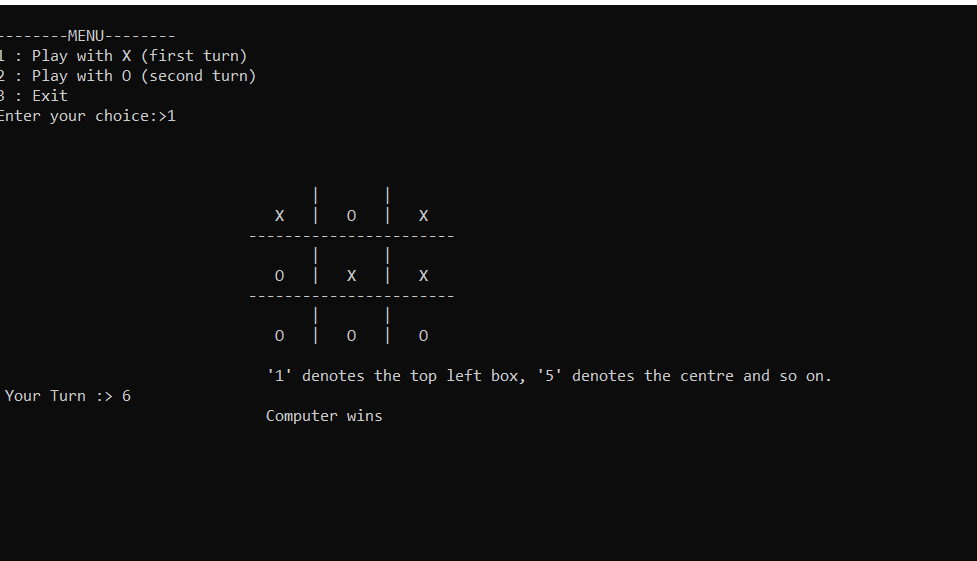 --------MENU--------
1 : Play with X (first turn)
2 : Play with O (second turn)
3 : Exit
Enter your choice:>1
| |
X | O | X
-----------------------
| |
O | X | X
-----------------------
| |
O | O | O
'1' denotes the top left box, '5' denotes the centre and so on.
Your Turn :> 6
Computer wins